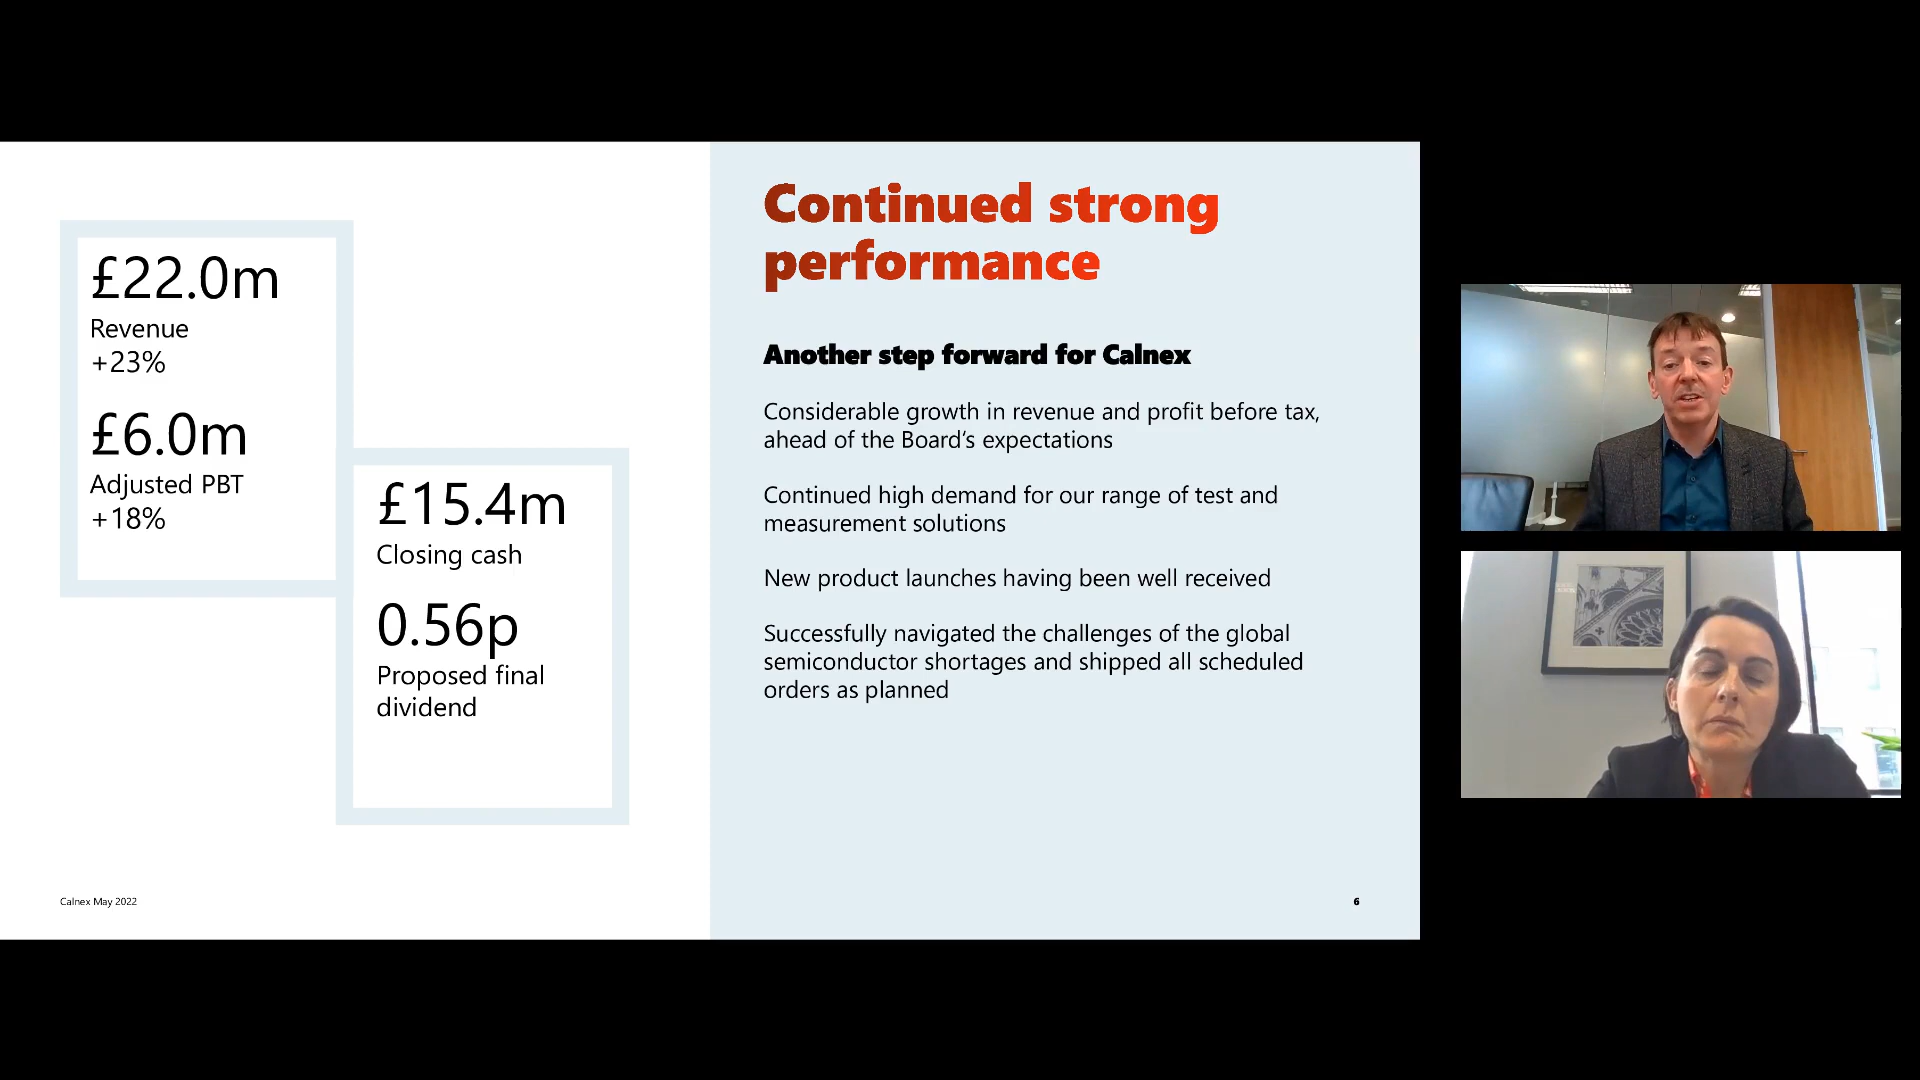 £22.0m
Revenue
+23%
£6.0m
Adjusted PBT
+18%
£15.4m
Closing cash
0.56p
Proposed final
dividend
Continued strong
performance
Another step forward for Calnex
Considerable growth in revenue and profit before tax,
ahead of the Board’s expectations
Continued high demand for our range of test and
measurement solutions
New product launches having been well received
Successfully navigated the challenges of the global
semiconductor shortages and shipped all scheduled
orders as planned
Calnex May 2022
6